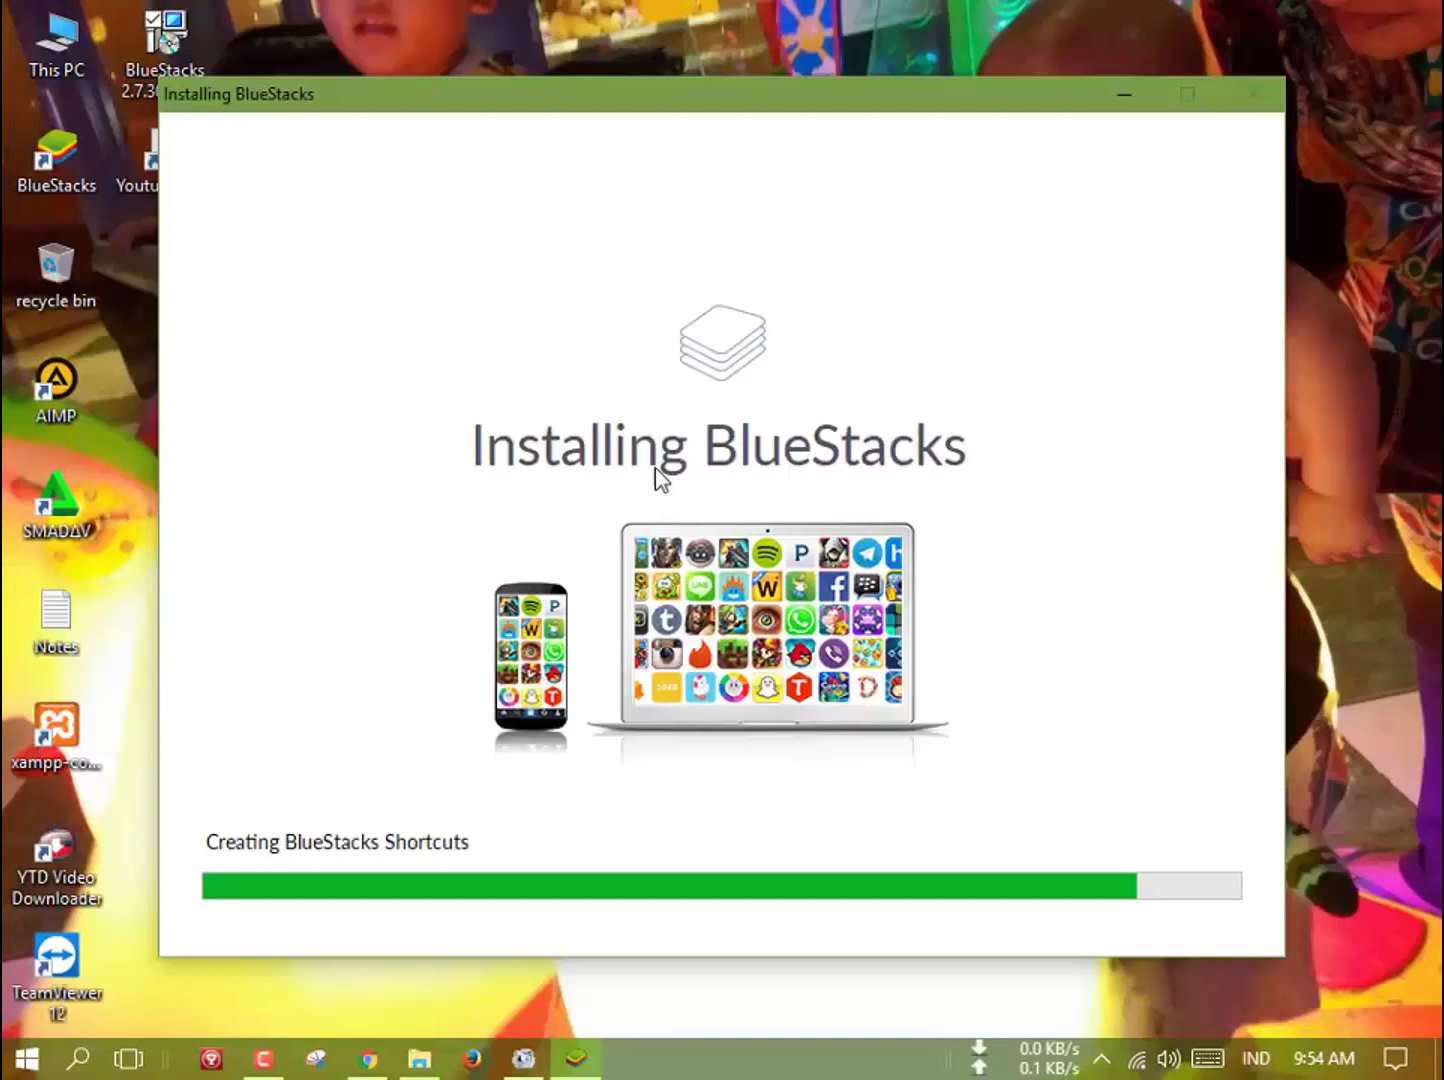 This PC
BlueStacks
2.7.3
Installing BlueStacks
BlueStacks
Youtu
recycle bin
AIMP
SMADAV
Notes
xampp-co...
YTD Video
Downloader
TeamViewer
12
Installing BlueStacks
Creating BlueStacks Shortcuts
0.0 KB/s
0.1 KB/s
IND
9:54 AM